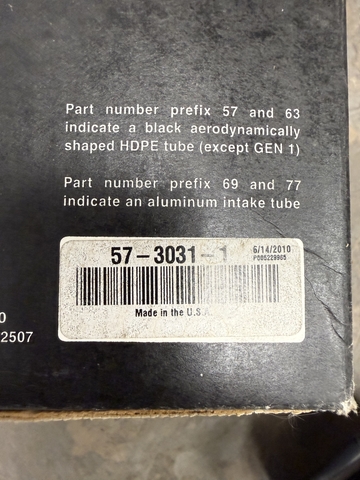 Part number prefix 57 and 63
indicate a black aerodynamically
shaped HDPE tube (except GEN 1)
Part number prefix 69 and 77
indicate an aluminum intake tube
57-3031-1
6/14/2010
P005229985
Made in the U.S.A
0
2507